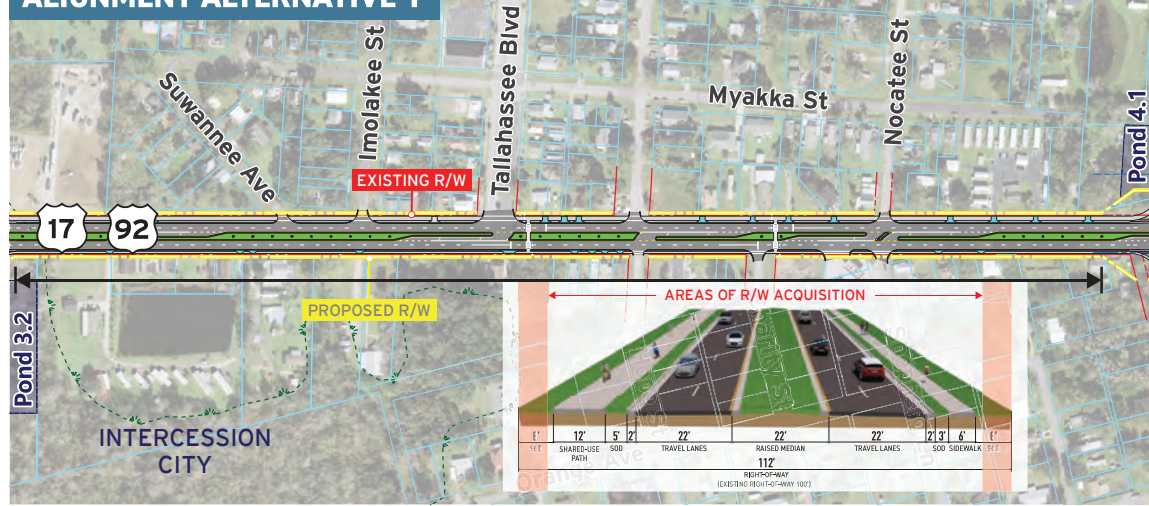 ALIGNMENT ALTERNATIVE 1
Suwannee Ave
Imolakee St
Tallahassee Blvd
Myakka St
Nocatee St
Pond 4.1
EXISTING R/W
17
92
PROPOSED R/W
AREAS OF R/W ACQUISITION
Pond 3.2
INTERCESSION
CITY
12' 5' 2' 22' 22' 22' 2' 3' 6'
SHARED-USE SOD TRAVEL LANES RAISED MEDIAN TRAVEL LANES SOD SIDEWALK
PATH
112'
RIGHT-OF-WAY
(EXISTING RIGHT-OF-WAY 100')
Orange Ave